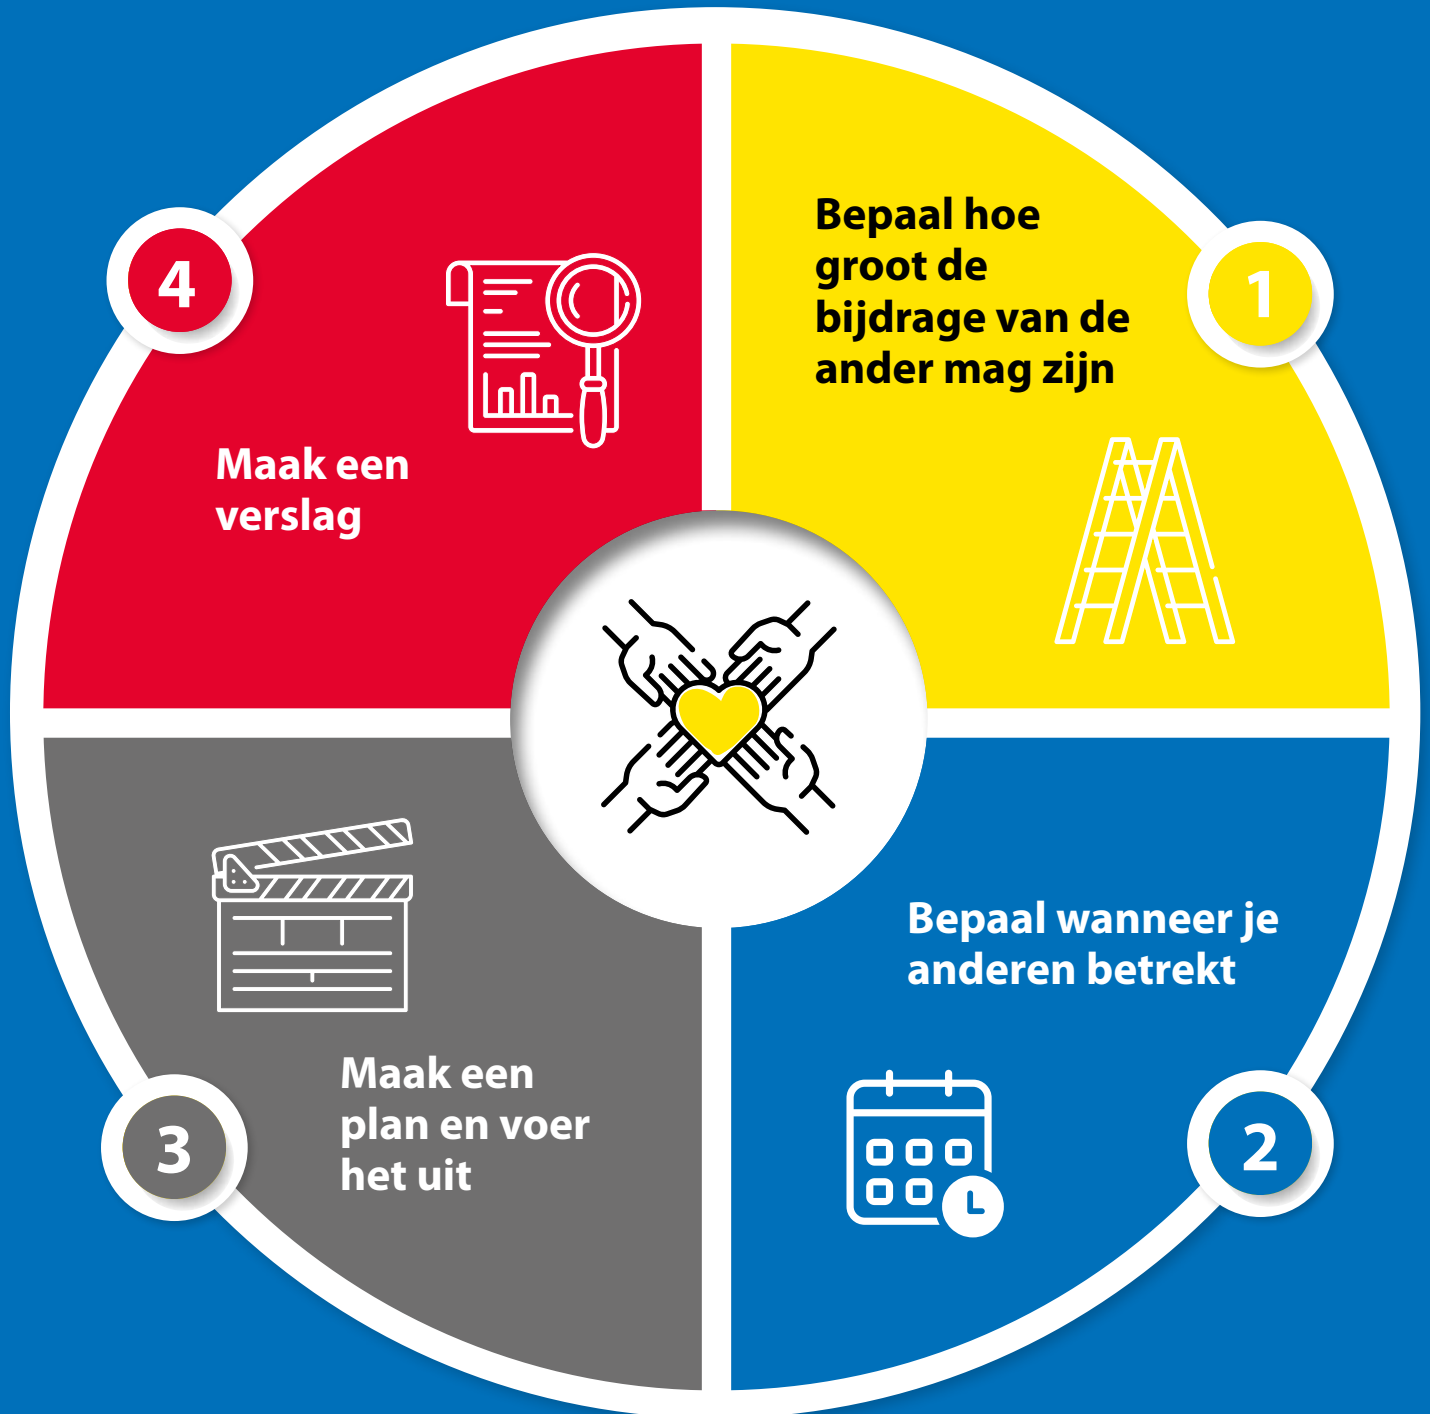 1
Bepaal hoe
groot de
bijdrage van de
ander mag zijn
2
Bepaal wanneer je
anderen betrekt
3
Maak een
plan en voer
het uit
4
Maak een
verslag